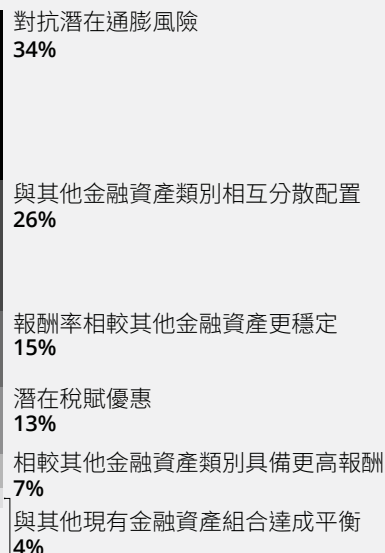 對抗潛在通膨風險
34%
與其他金融資產類別相互分散配置
26%
報酬率相較其他金融資產更穩定
15%
潛在稅賦優惠
13%
相較其他金融資產類別具備更高報酬
7%
與其他現有金融資產組合達成平衡
4%